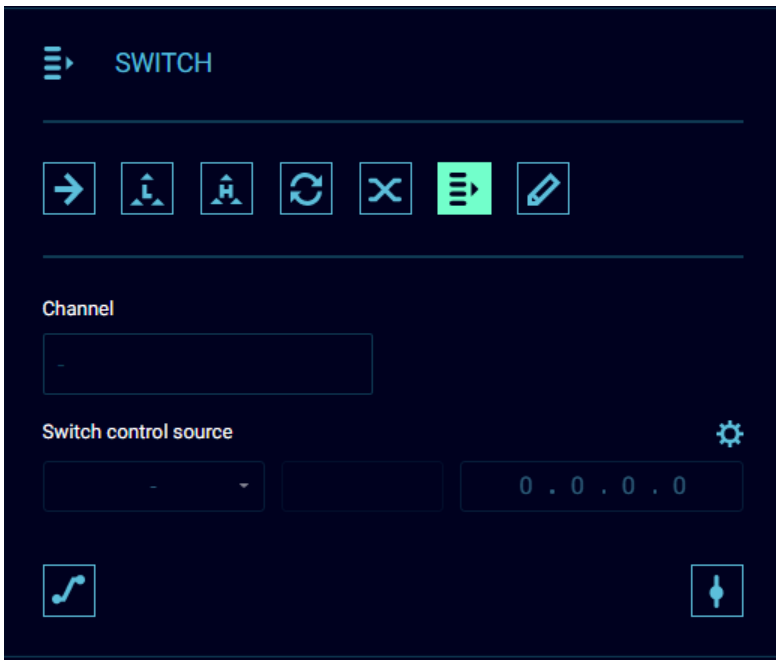 SWITCH
L
H
Channel
-
Switch control source
- 0 . 0 . 0 . 0